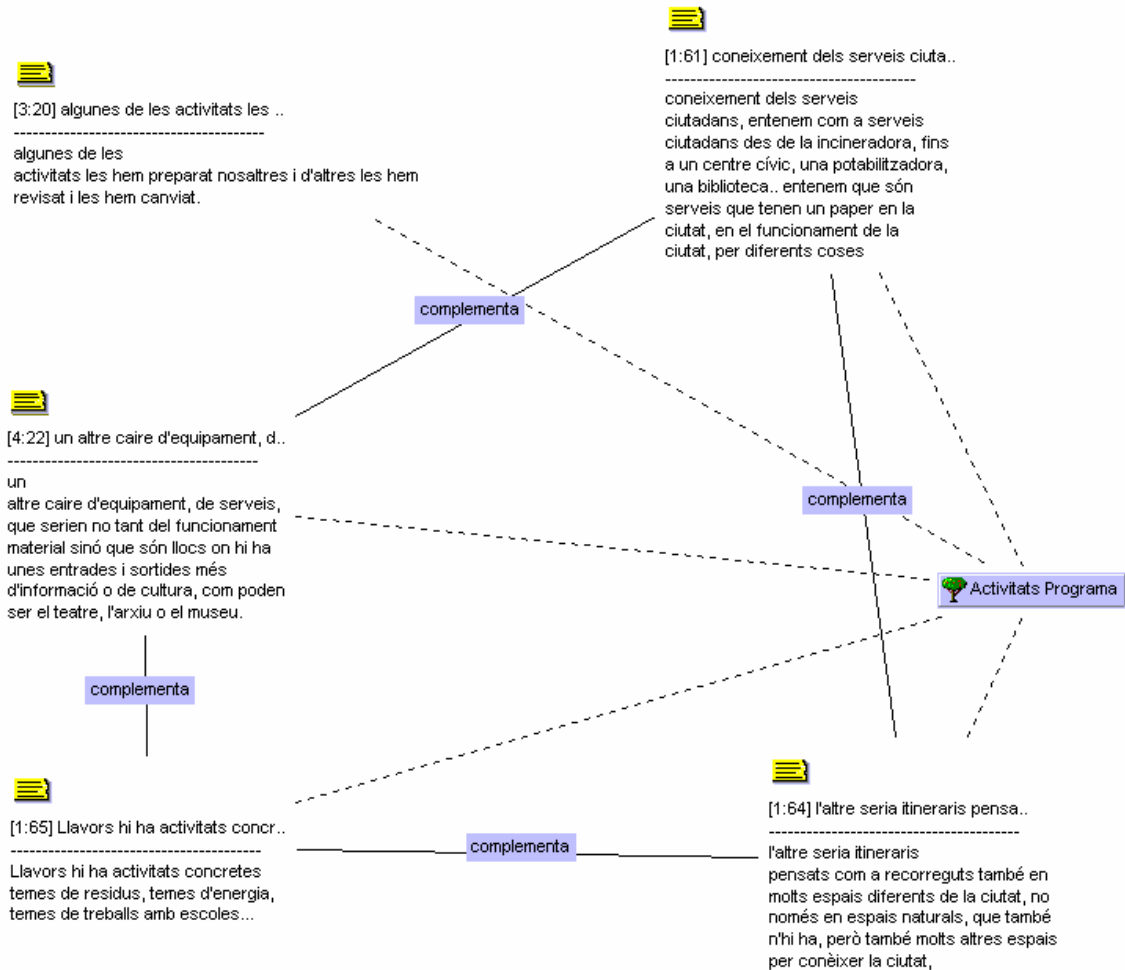 [1:61] coneixement dels serveis ciuta..
----------------------------------------
coneixement dels serveis
ciutadans, entenem com a serveis
ciutadans des de la incineradora, fins
a un centre cívic, una potabilitzadora,
una biblioteca.. entenem que són
serveis que tenen un paper en la
ciutat, en el funcionament de la
ciutat, per diferents coses
[3:20] algunes de les activitats les ..
----------------------------------------
algunes de les
activitats les hem preparat nosaltres i d'altres les hem
revisat i les hem canviat.
complementa
[4:22] un altre caire d'equipament, d..
----------------------------------------
un
altre caire d'equipament, de serveis,
que serien no tant del funcionament
material sinó que són llocs on hi ha
unes entrades i sortides més
d'informació o de cultura, com poden
ser el teatre, l'arxiu o el museu.
complementa
Activitats Programa
complementa
[1:65] Llavors hi ha activitats concr..
----------------------------------------
Llavors hi ha activitats concretes
temes de residus, temes d'energia,
temes de treballs amb escoles...
complementa
[1:64] l'altre seria itineraris pensa..
----------------------------------------
l'altre seria itineraris
pensats com a recorreguts també en
molts espais diferents de la ciutat, no
només en espais naturals, que també
n'hi ha, però també molts altres espais
per conèixer la ciutat,